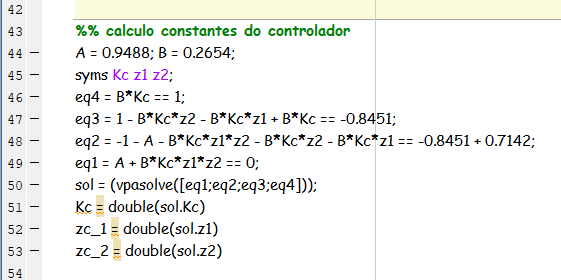 42
43 %% calculo constantes do controlador
44 — A = 0.9488; B = 0.2654;
45 — syms Kc z1 z2;
46 — eq4 = B*Kc == 1;
47 — eq3 = 1 - B*Kc*z2 - B*Kc*z1 + B*Kc == -0.8451;
48 — eq2 = -1 - A - B*Kc*z1*z2 - B*Kc*z2 - B*Kc*z1 == -0.8451 + 0.7142;
49 — eq1 = A + B*Kc*z1*z2 == 0;
50 — sol = (vpasolve([eq1;eq2;eq3;eq4]));
51 — Kc = double(sol.Kc)
52 — zc_1 = double(sol.z1)
53 — zc_2 = double(sol.z2)
54